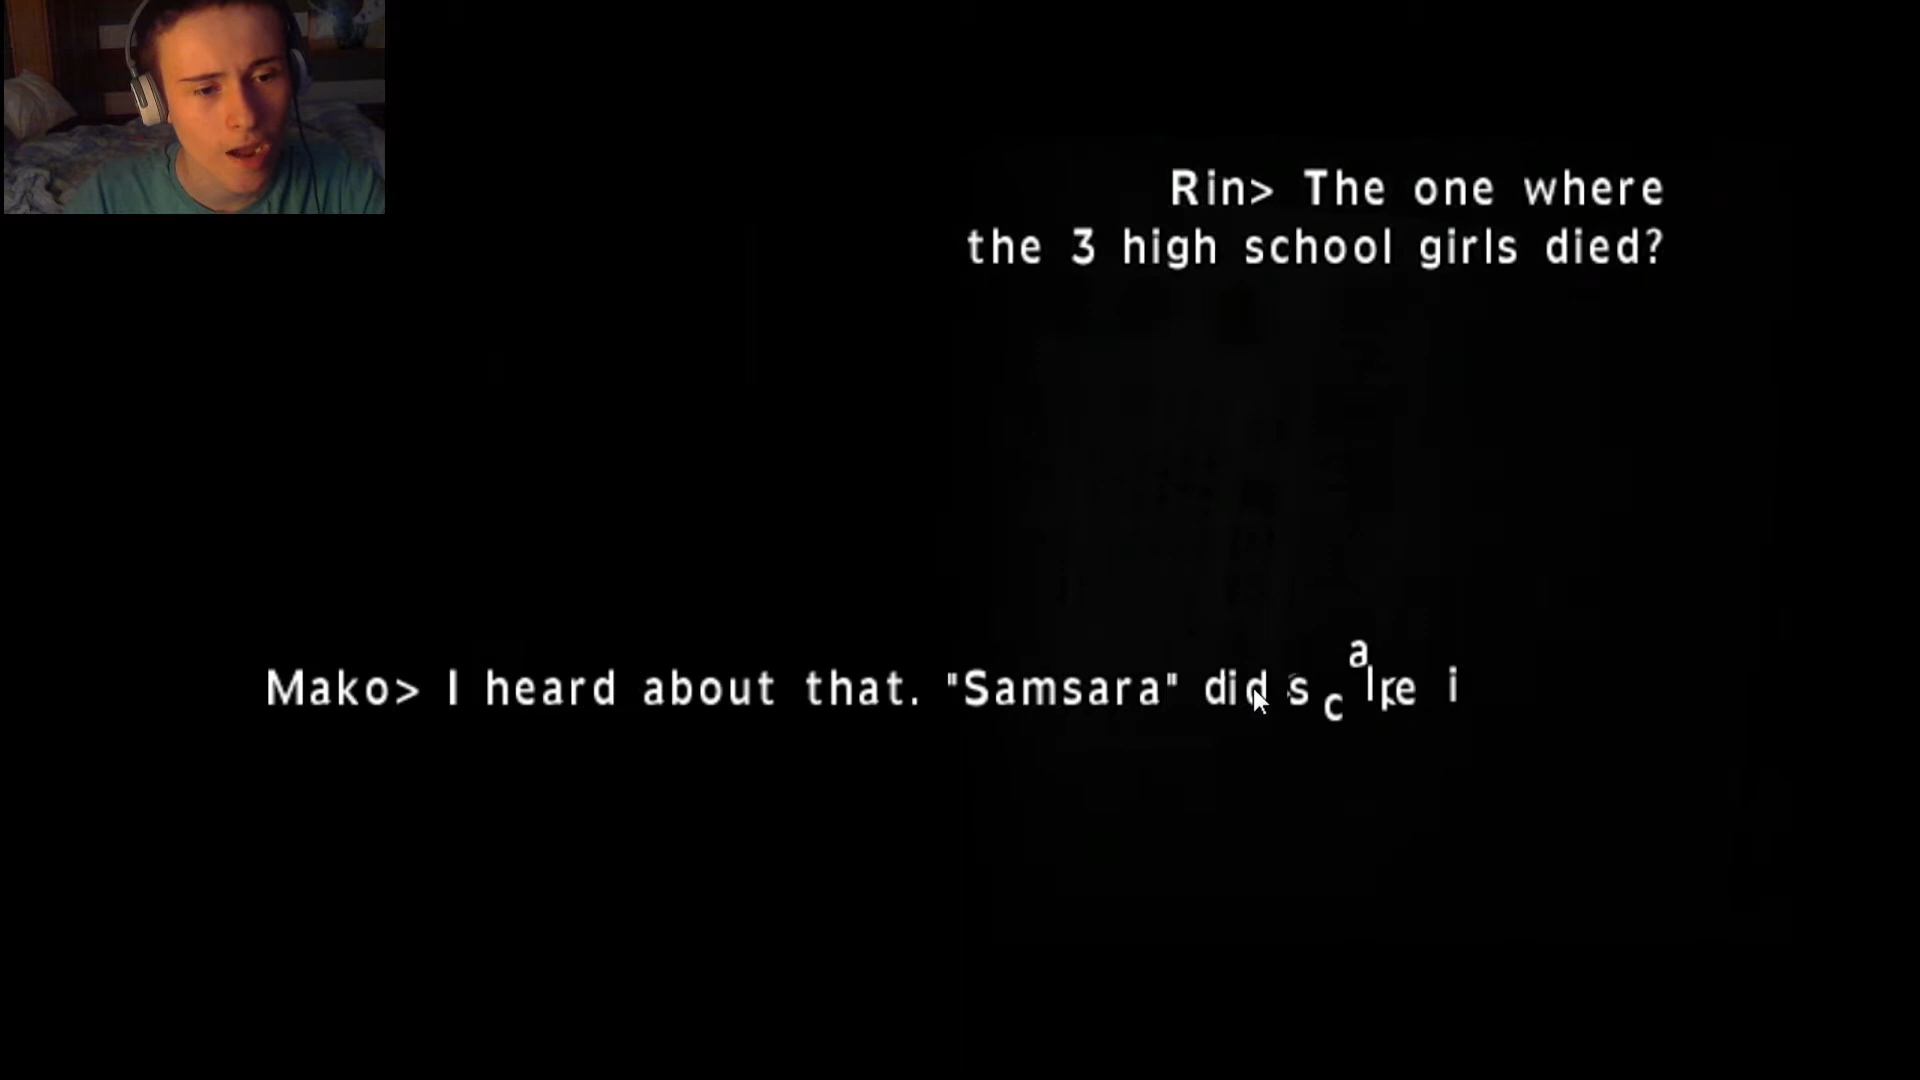 Rin> The one where
the 3 high school girls died?
Mako> I heard about that. "Samsara" did